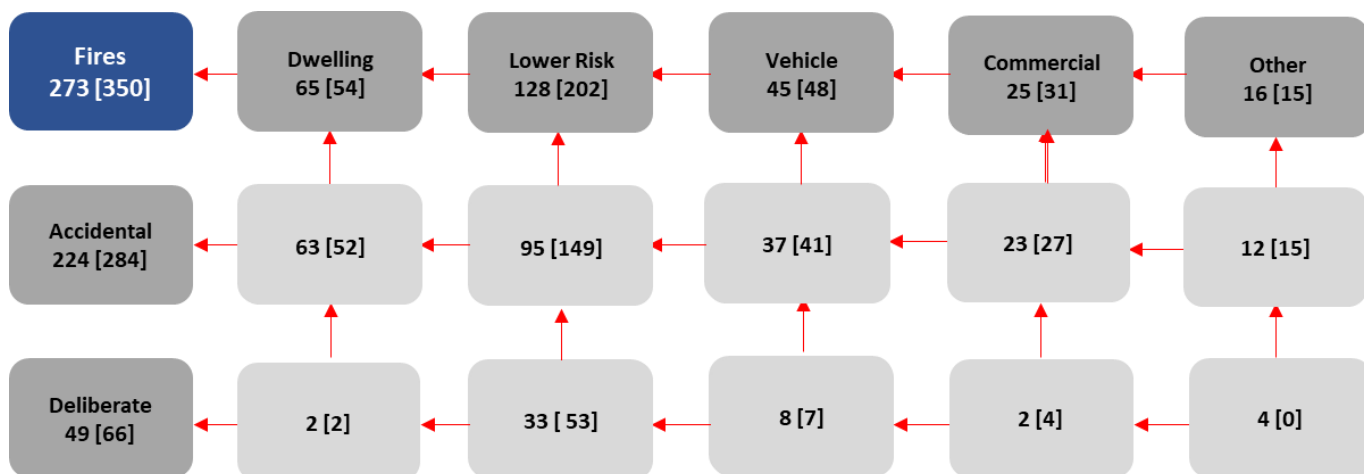 Fires
273 [350]
Dwelling
65 [54]
Lower Risk
128 [202]
Vehicle
45 [48]
Commercial
25 [31]
Other
16 [15]
Accidental
224 [284]
63 [52]
95 [149]
37 [41]
23 [27]
12 [15]
Deliberate
49 [66]
2 [2]
33 [ 53]
8 [7]
2 [4]
4 [0]